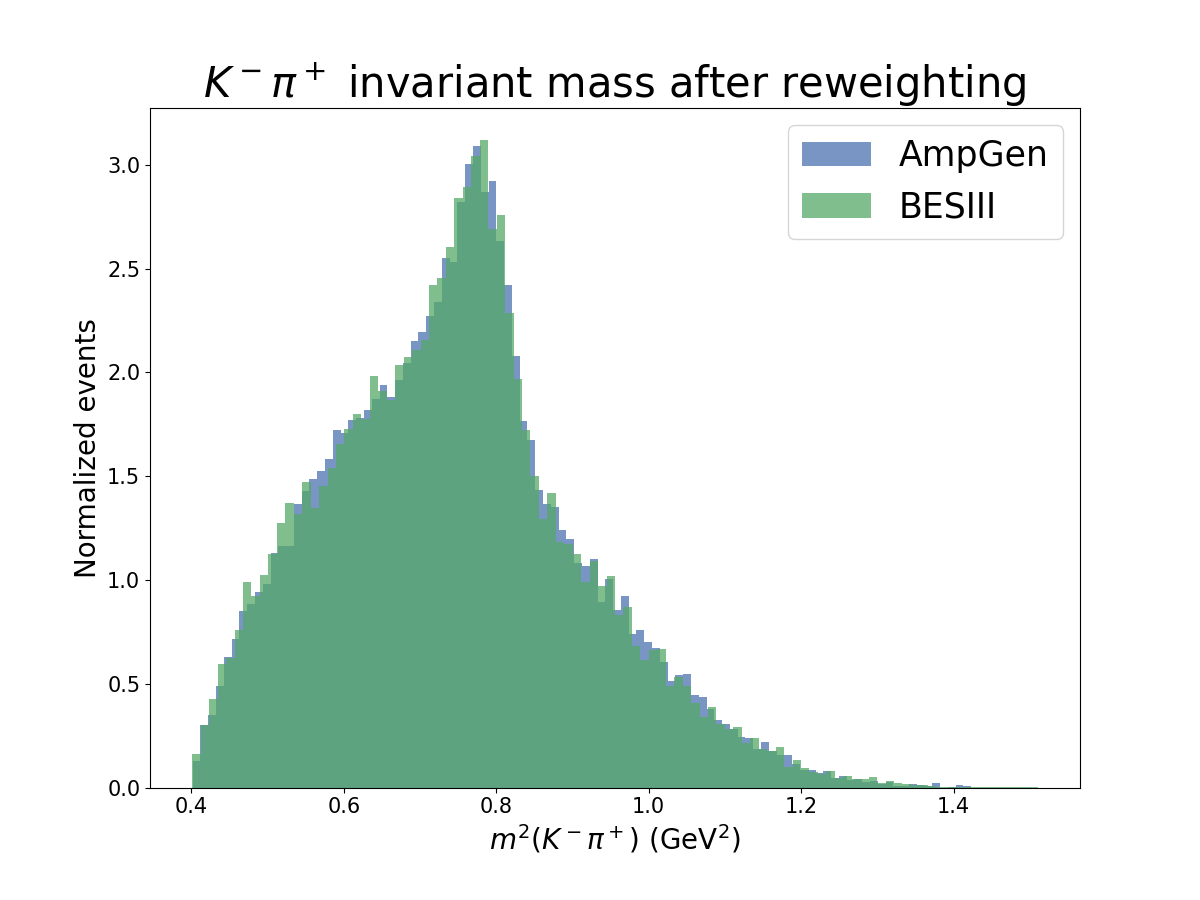 K⁻π⁺ invariant mass after reweighting
AmpGen
BESIII
Normalized events
3.0
2.5
2.0
1.5
1.0
0.5
0.0
0.4 0.6 0.8 1.0 1.2 1.4
m²(K⁻π⁺) (GeV²)